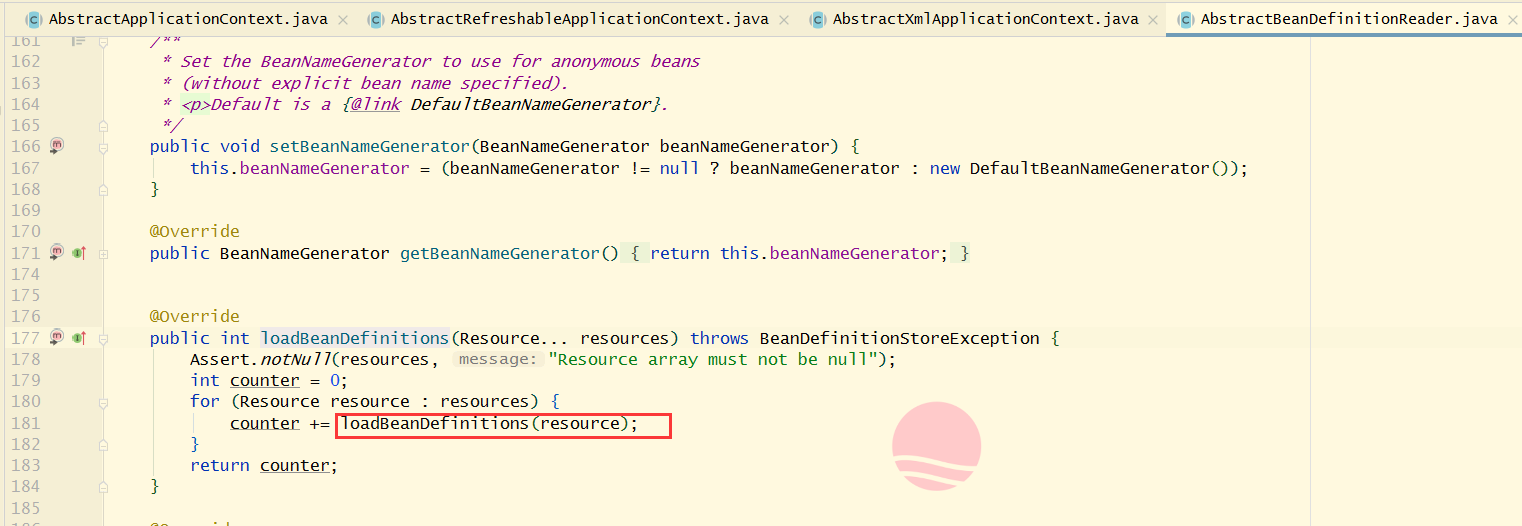 AbstractApplicationContext.java × AbstractRefreshableApplicationContext.java × AbstractXmlApplicationContext.java × AbstractBeanDefinitionReader.java ×
161 /**
162 * Set the BeanNameGenerator to use for anonymous beans
163 * (without explicit bean name specified).
164 * <p>Default is a {@link DefaultBeanNameGenerator}.
165 */
166 public void setBeanNameGenerator(BeanNameGenerator beanNameGenerator) {
167 this.beanNameGenerator = (beanNameGenerator != null ? beanNameGenerator : new DefaultBeanNameGenerator());
168 }
169
170 @Override
171 public BeanNameGenerator getBeanNameGenerator() { return this.beanNameGenerator; }
174
175
176 @Override
177 public int loadBeanDefinitions(Resource... resources) throws BeanDefinitionStoreException {
178 Assert.notNull(resources, message: "Resource array must not be null");
179 int counter = 0;
180 for (Resource resource : resources) {
181 counter += loadBeanDefinitions(resource);
182 }
183 return counter;
184 }
185